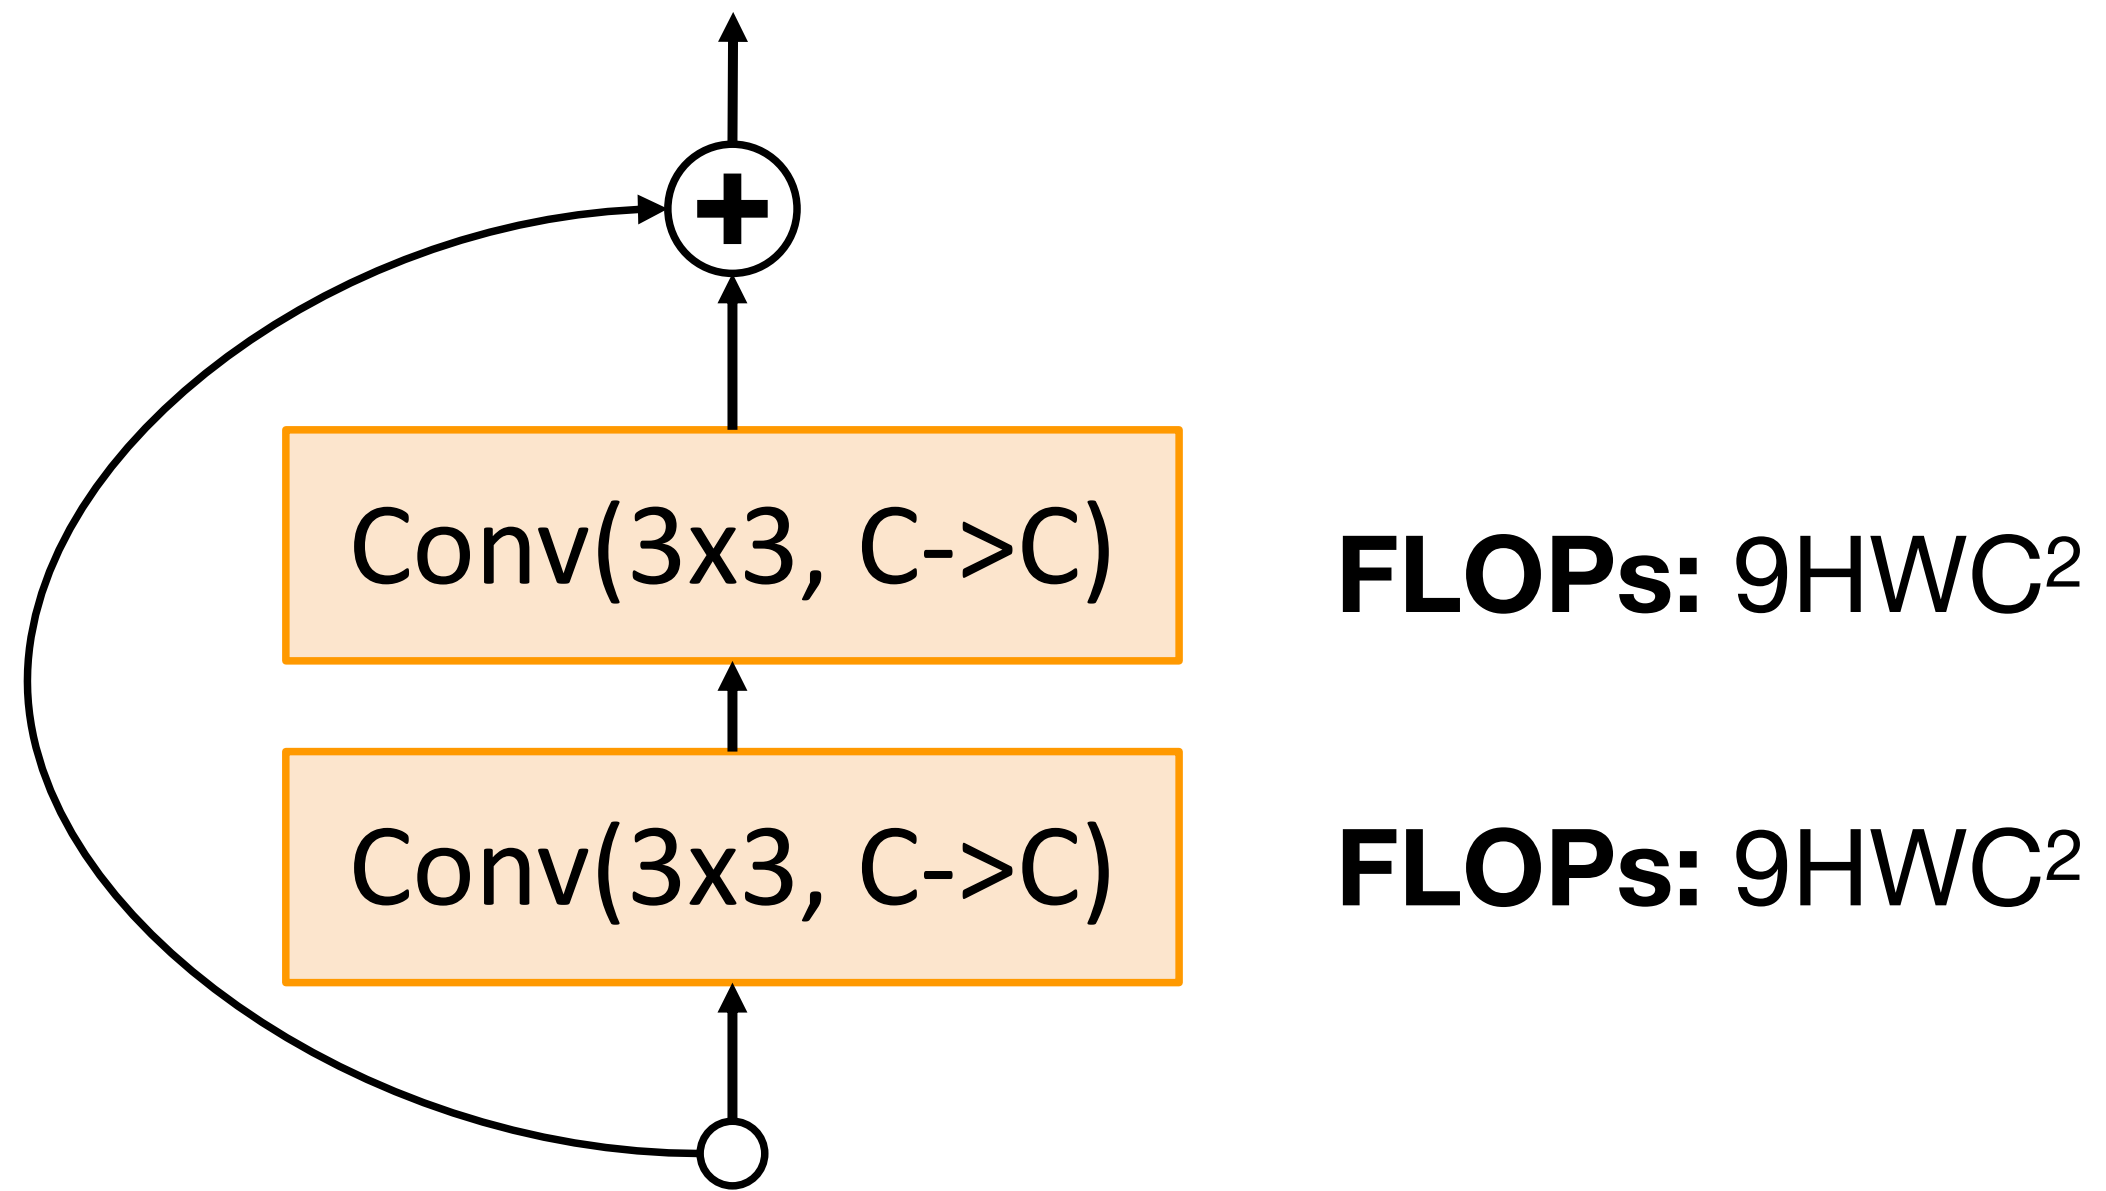 +
Conv(3x3, C->C)
FLOPs: 9HWC²
Conv(3x3, C->C)
FLOPs: 9HWC²